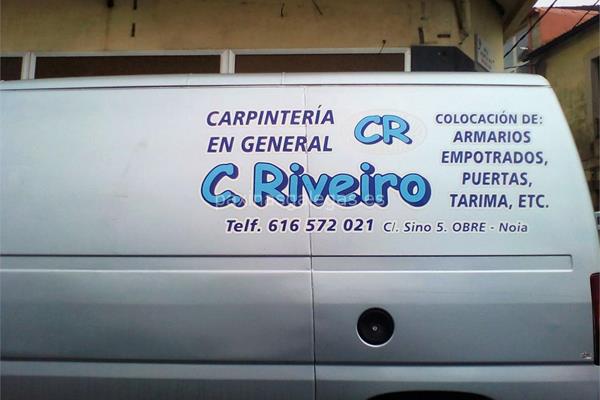 CARPINTERÍA
EN GENERAL
CR
C. Riveiro
Telf. 616 572 021 C/. Sino 5. OBRE - Noia
COLOCACIÓN DE:
ARMARIOS
EMPOTRADOS,
PUERTAS,
TARIMA, ETC.